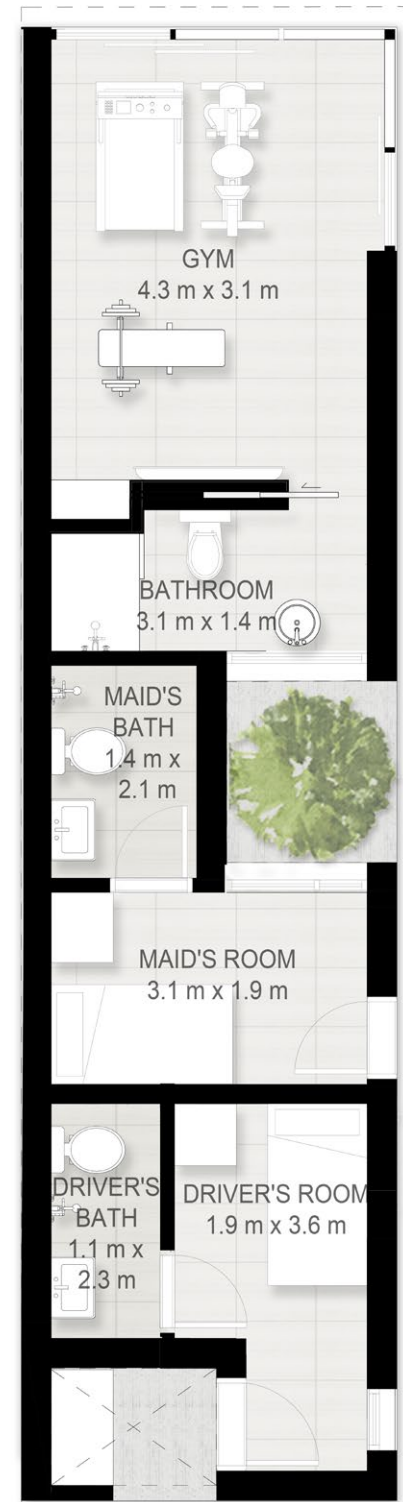 GYM
4.3 m x 3.1 m
BATHROOM
3.1 m x 1.4 m
MAID'S
BATH
1.4 m x
2.1 m
MAID'S ROOM
3.1 m x 1.9 m
DRIVER'S
BATH
1.1 m x
2.3 m
DRIVER'S ROOM
1.9 m x 3.6 m